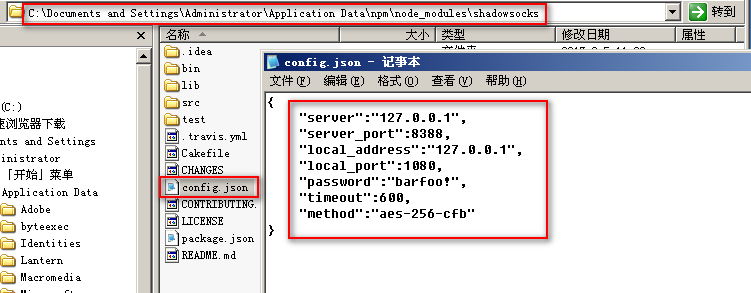 C:\Documents and Settings\Administrator\Application Data\npm\node_modules\shadowsocks
转到
名称 大小 类型 修改日期 属性
.idea
bin
lib
src
test
.travis.yml
Cakefile
CHANGES
config.json
CONTRIBUTING.
LICENSE
package.json
README.md
(C:)
速浏览器下载
nts and Settings
inistrator
「开始」菜单
Application Data
Adobe
byteexec
Identities
Lantern
Macromedia
config.json - 记事本
文件(F) 编辑(E) 格式(O) 查看(V) 帮助(H)
{
"server":"127.0.0.1",
"server_port":8388,
"local_address":"127.0.0.1",
"local_port":1080,
"password":"barfoo!",
"timeout":600,
"method":"aes-256-cfb"
}